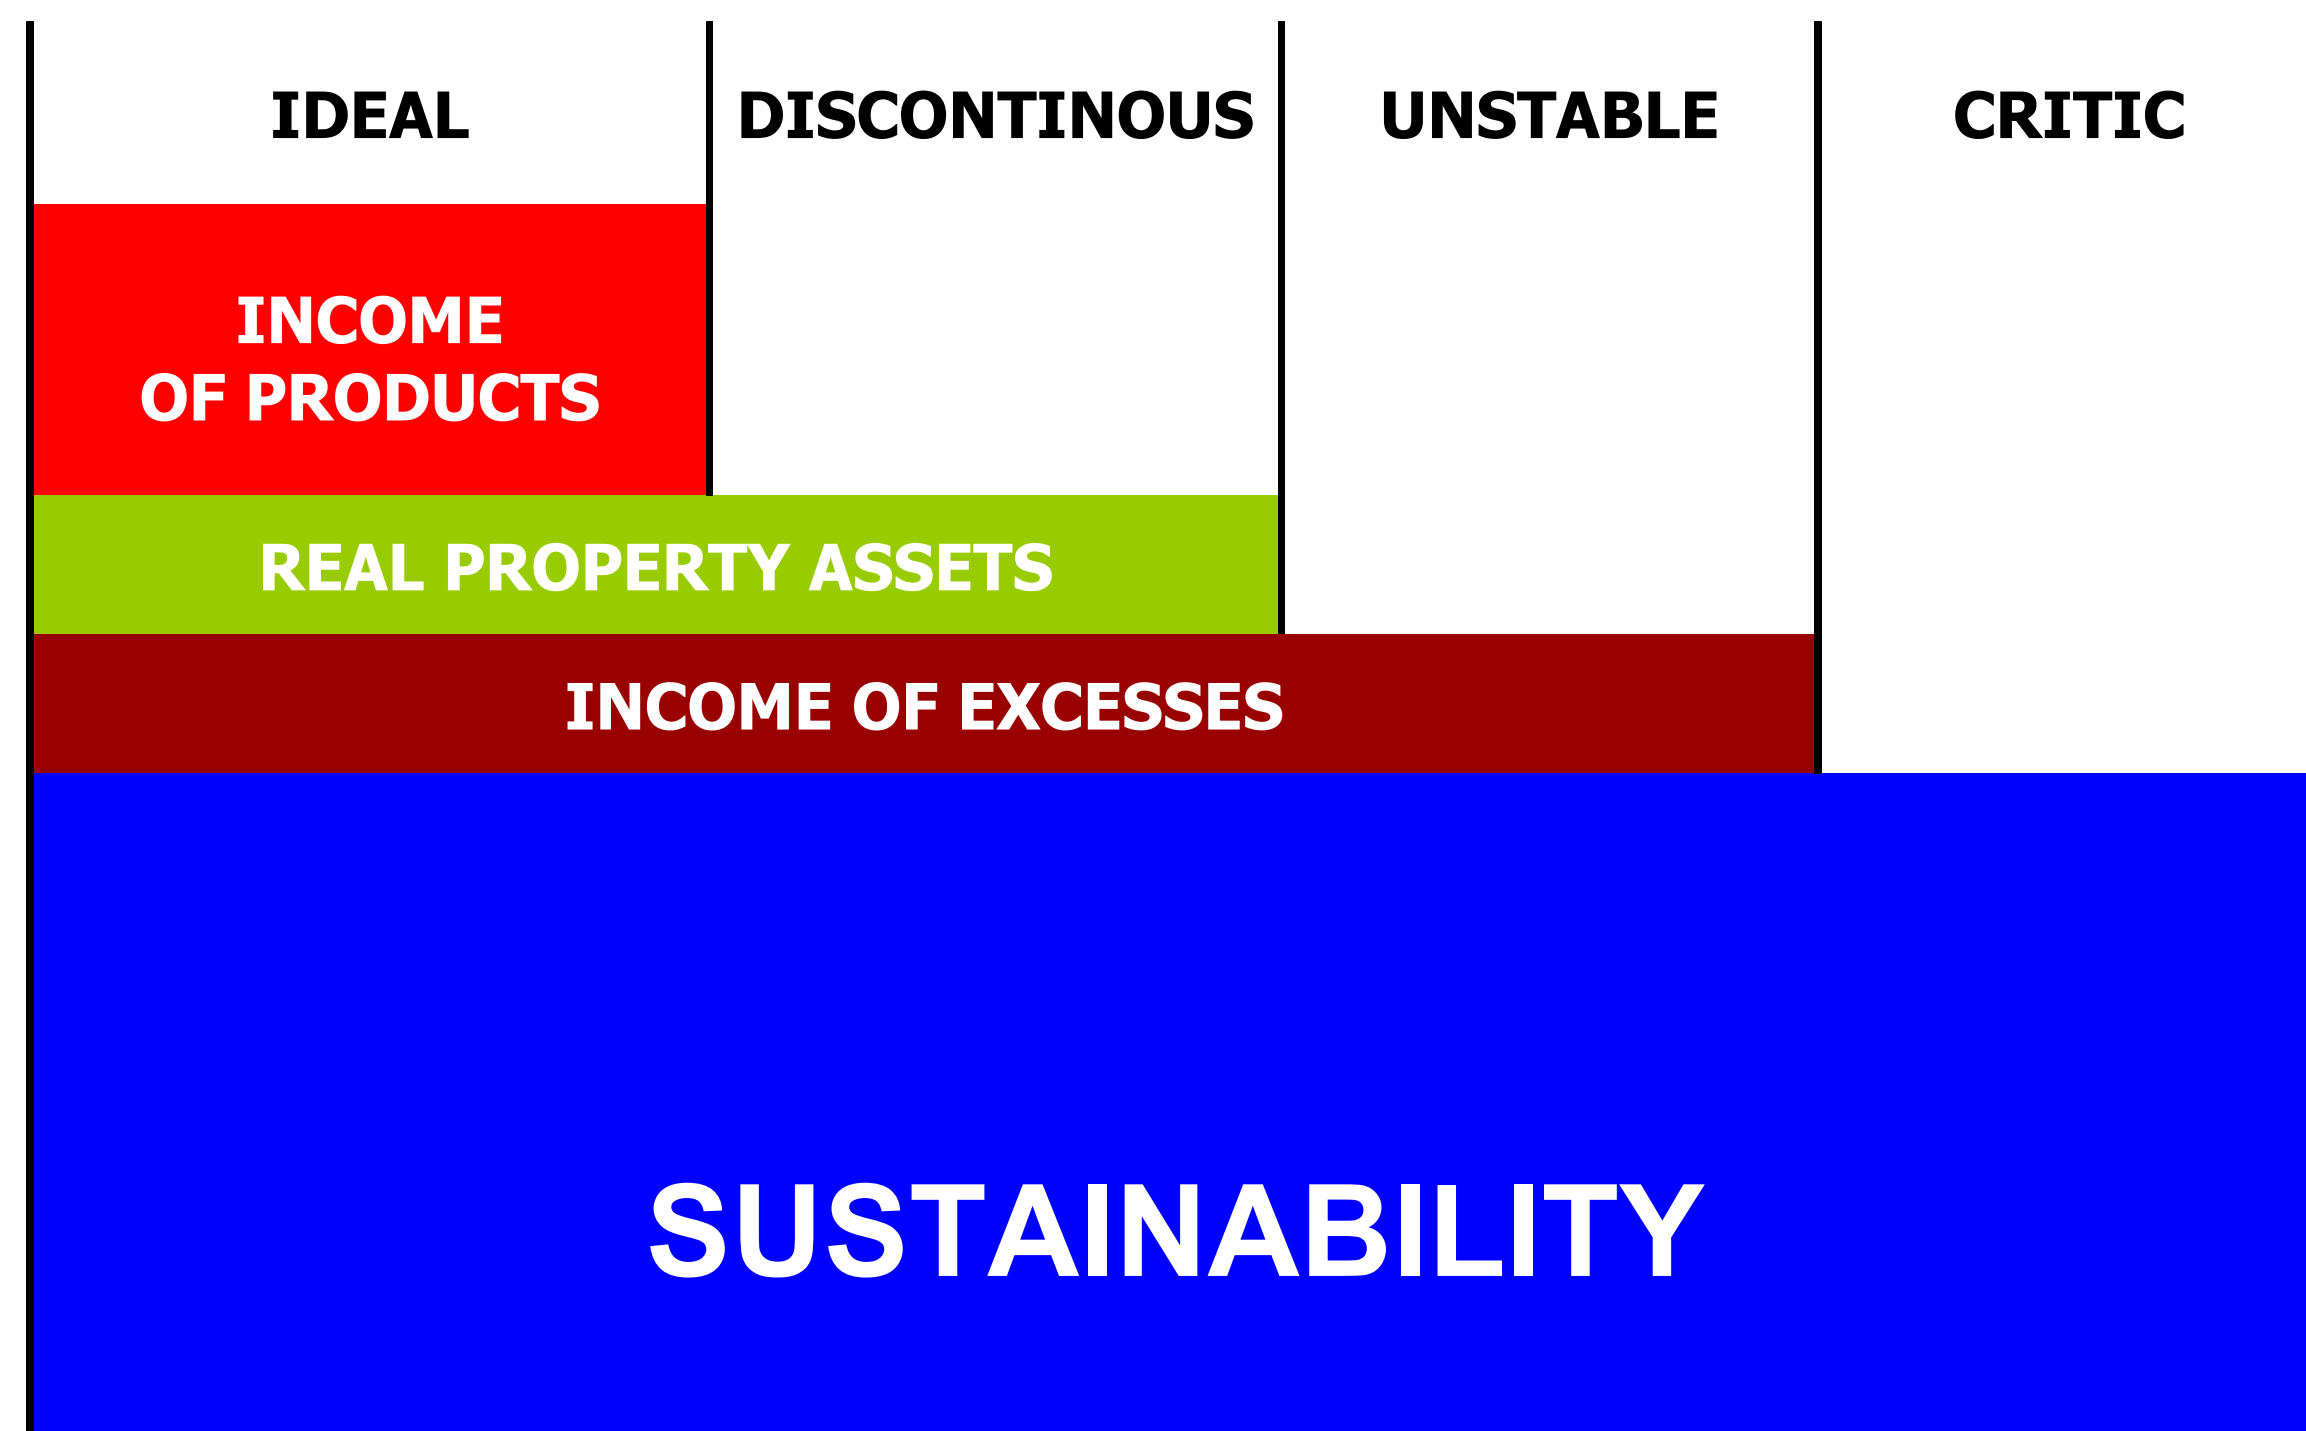 IDEAL
DISCONTINOUS
UNSTABLE
CRITIC
INCOME
OF PRODUCTS
REAL PROPERTY ASSETS
INCOME OF EXCESSES
SUSTAINABILITY